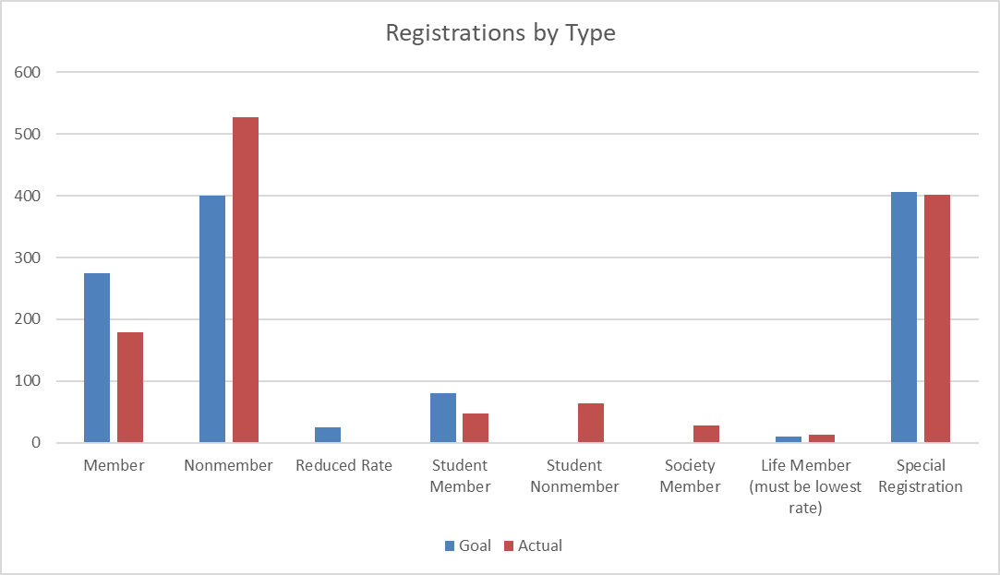 Registrations by Type
600
500
400
300
200
100
0
Member
Nonmember
Reduced Rate
Student
Member
Student
Nonmember
Society
Member
Life Member
(must be lowest
rate)
Special
Registration
Goal
Actual